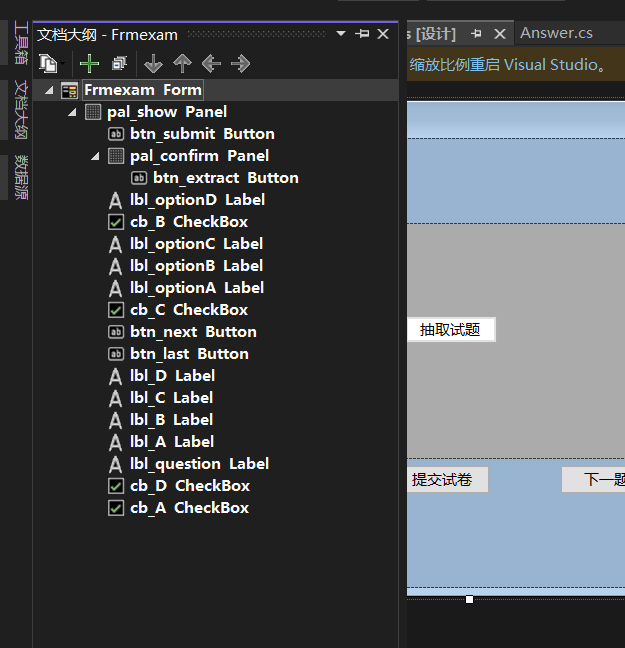 工具箱
文档大纲
数据源
文档大纲 - Frmexam
Frmexam Form
pal_show Panel
btn_submit Button
pal_confirm Panel
btn_extract Button
lbl_optionD Label
cb_B CheckBox
lbl_optionC Label
lbl_optionB Label
lbl_optionA Label
cb_C CheckBox
btn_next Button
btn_last Button
lbl_D Label
lbl_C Label
lbl_B Label
lbl_A Label
lbl_question Label
cb_D CheckBox
cb_A CheckBox
s [设计]
Answer.cs
缩放比例重启 Visual Studio。
抽取试题
提交试卷
下一题